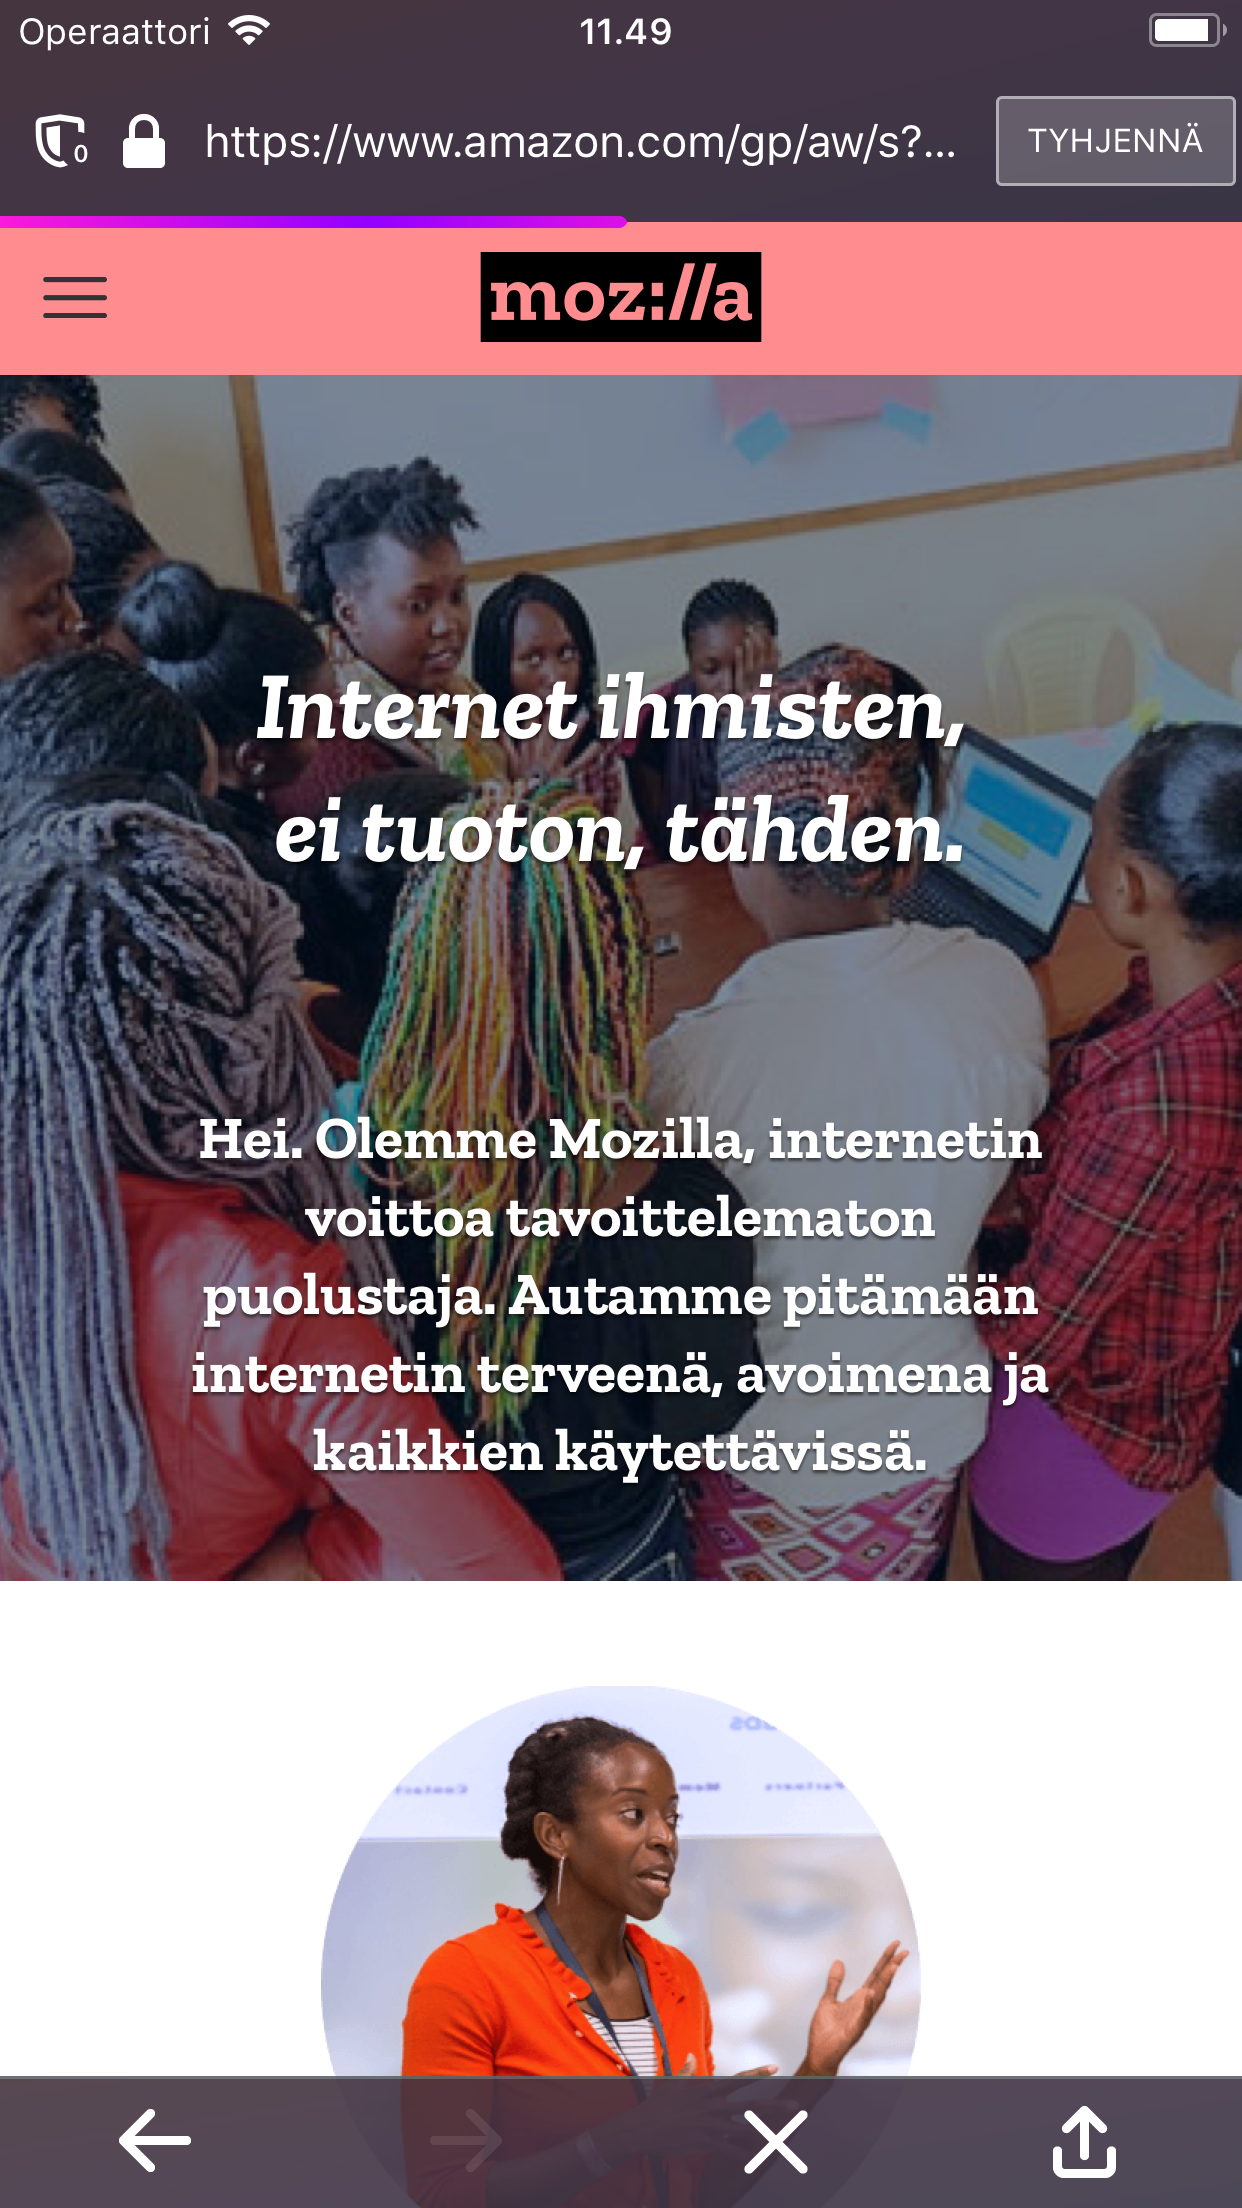 Operaattori
11.49
0
https://www.amazon.com/gp/aw/s?...
TYHJENNÄ
moz://a
Internet ihmisten,
ei tuoton, tähden.
Hei. Olemme Mozilla, internetin
voittoa tavoittelematon
puolustaja. Autamme pitämään
internetin terveenä, avoimena ja
kaikkien käytettävissä.